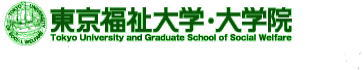 東京福祉大学・大学院
Tokyo University and Graduate School of Social Welfare